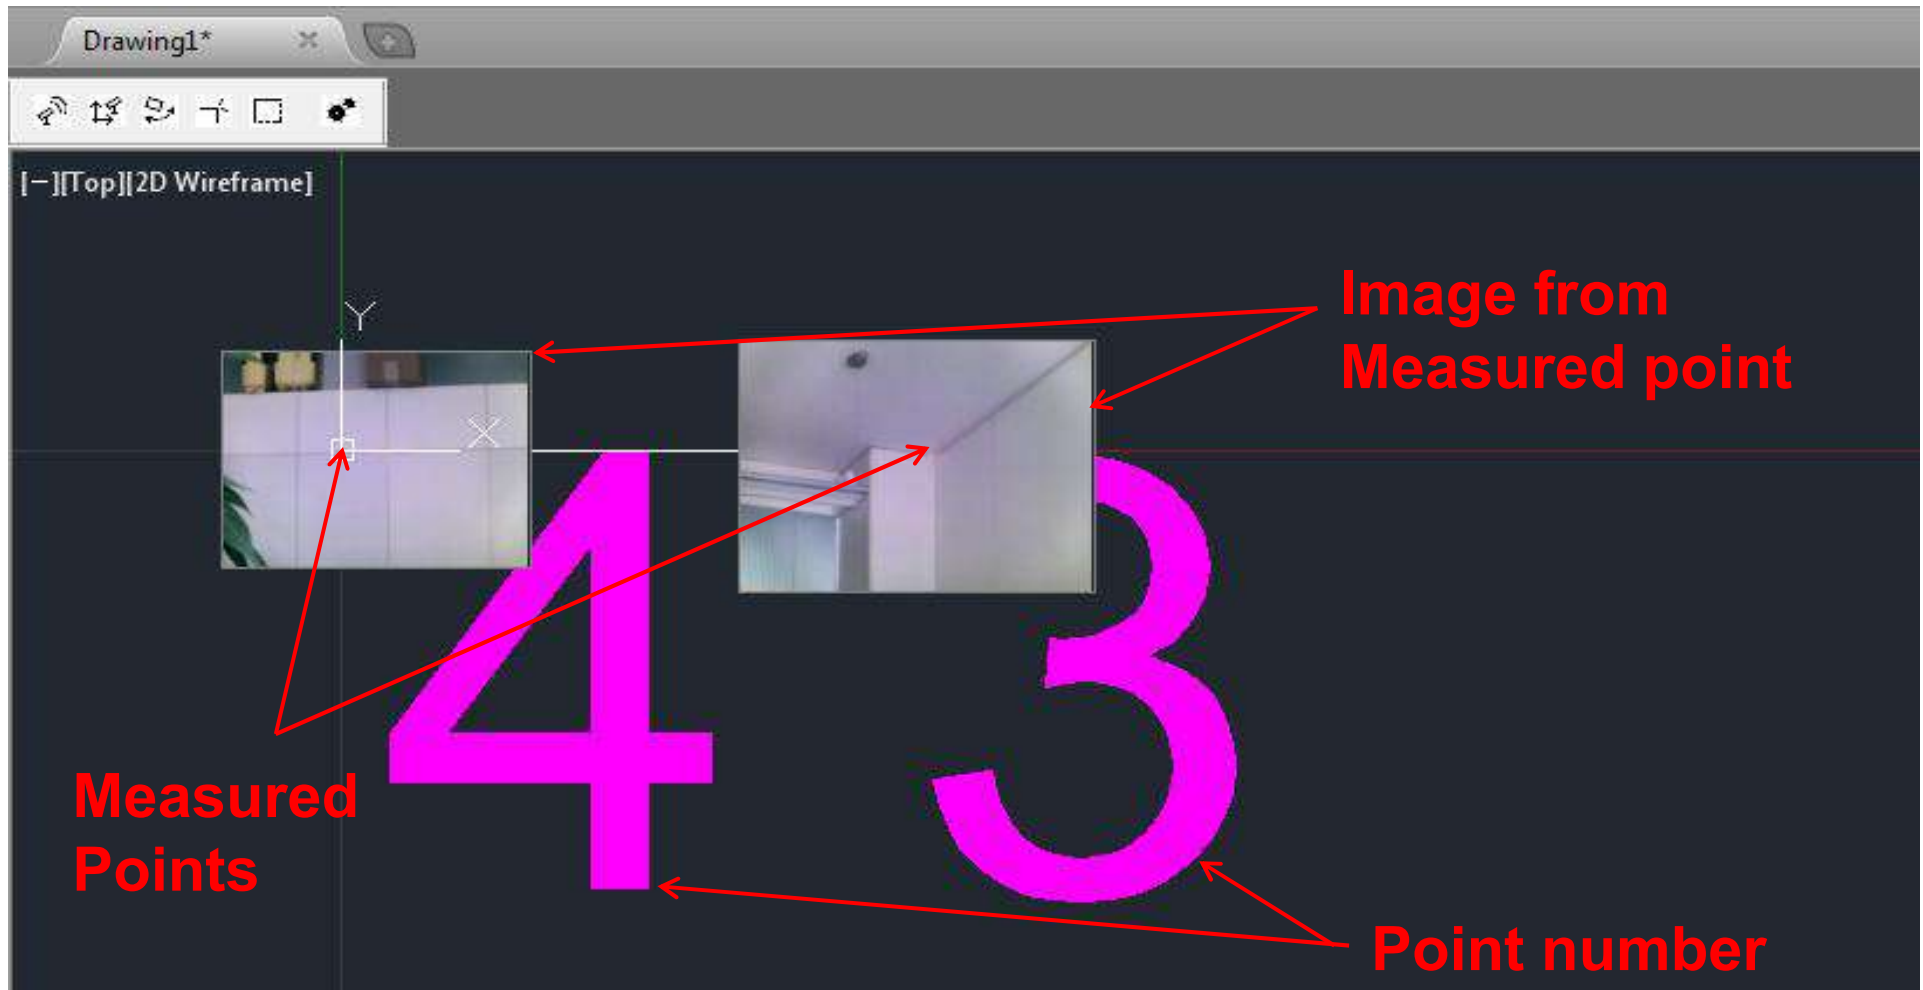 Drawing1*
[−][Top][2D Wireframe]
Y
X
Image from
Measured point
4 3
Measured
Points
Point number